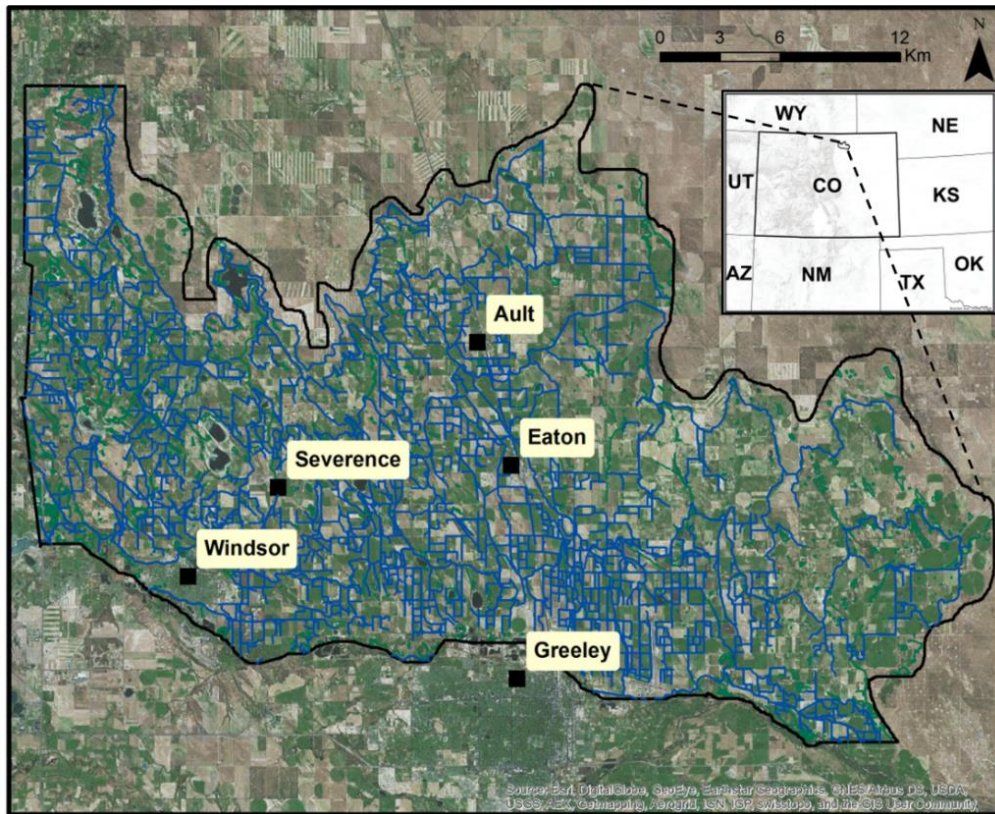 N
0 3 6 12
Km
WY
NE
UT
CO
KS
AZ
NM
TX
OK
Ault
Eaton
Severence
Windsor
Greeley
Source: Esri, DigitalGlobe, GeoEye, Earthstar Geographics, CNES/Airbus DS, USDA,
USGS, AEX, Getmapping, Aerogrid, IGN, IGP, swisstopo, and the GIS User Community